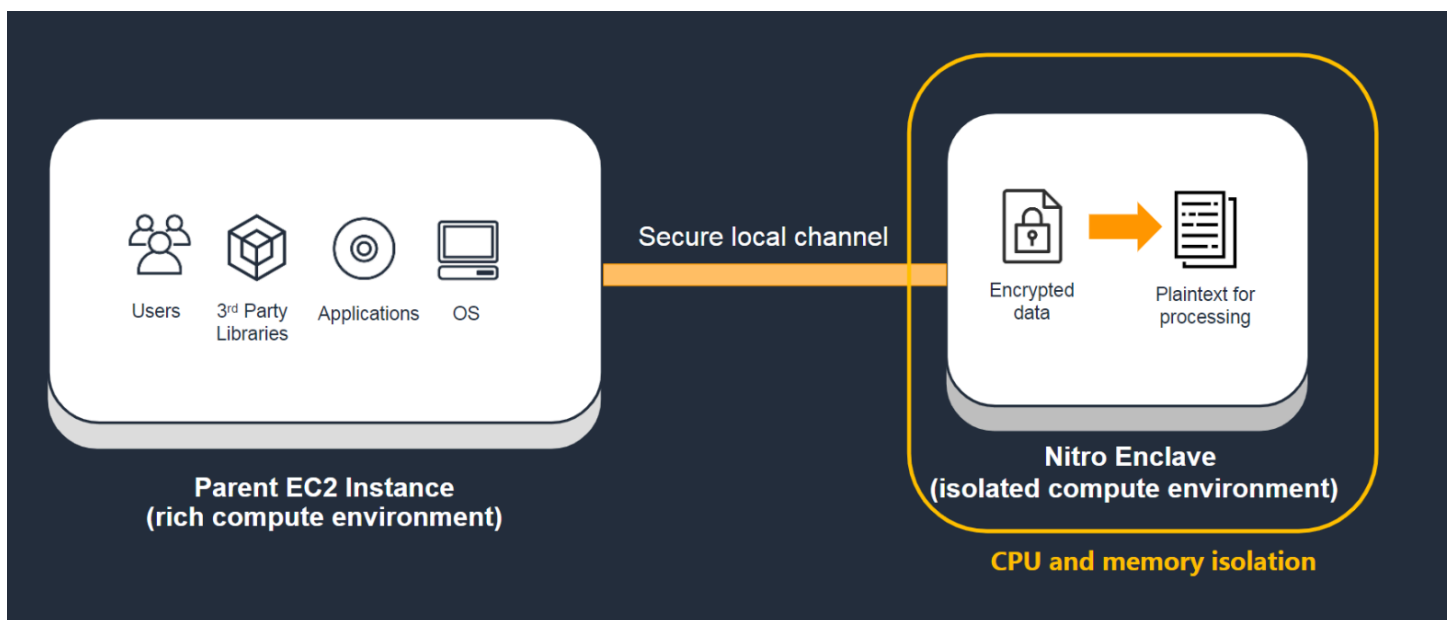 Secure local channel
Users
3rd Party
Libraries
Applications
OS
Encrypted
data
Plaintext for
processing
Parent EC2 Instance
(rich compute environment)
Nitro Enclave
(isolated compute environment)
CPU and memory isolation